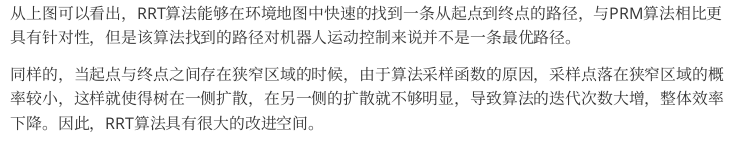 从上图可以看出，RRT算法能够在环境地图中快速的找到一条从起点到终点的路径，与PRM算法相比更
具有针对性，但是该算法找到的路径对机器人运动控制来说并不是一条最优路径。
同样的，当起点与终点之间存在狭窄区域的时候，由于算法采样函数的原因，采样点落在狭窄区域的概
率较小，这样就使得树在一侧扩散，在另一侧的扩散就不够明显，导致算法的迭代次数大增，整体效率
下降。因此，RRT算法具有很大的改进空间。